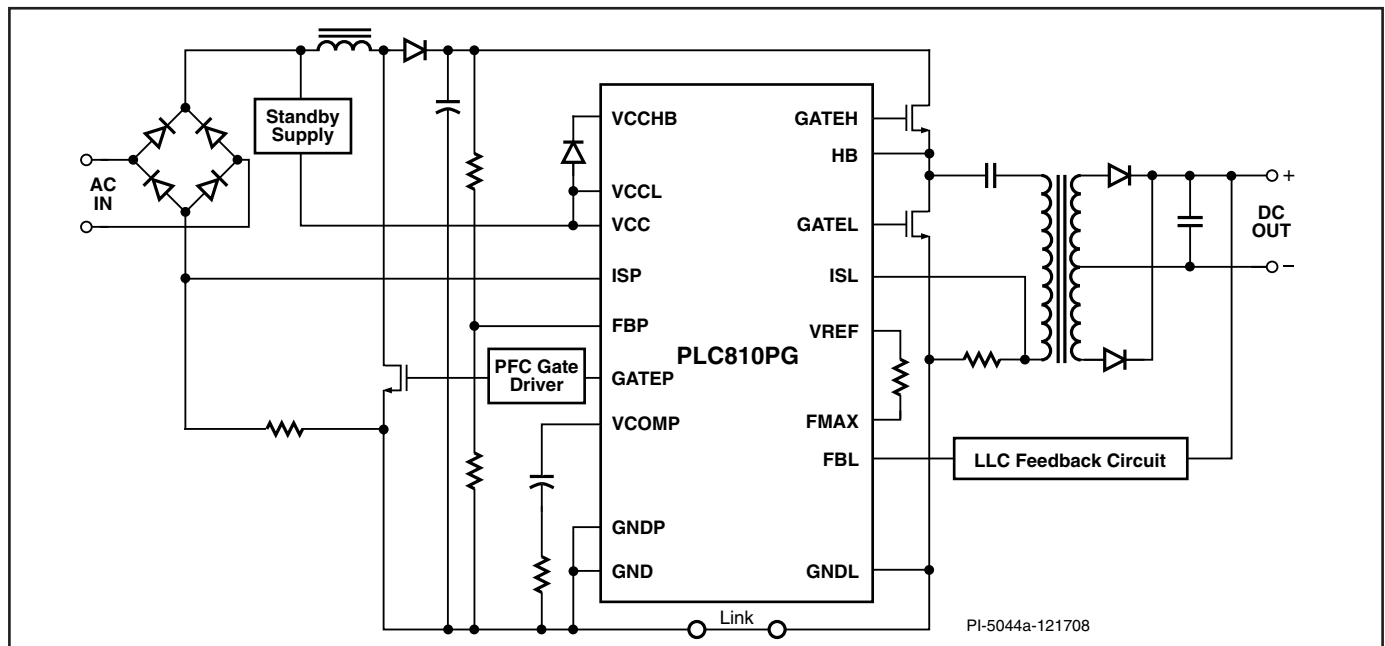 Standby
Supply
AC
IN
VCCHB
VCCL
VCC
ISP
FBP
PFC Gate
Driver
GATEP
VCOMP
GNDP
GND
PLC810PG
GATEH
HB
GATEL
ISL
VREF
FMAX
FBL
GNDL
LLC Feedback Circuit
+
DC
OUT
−
Link
PI-5044a-121708